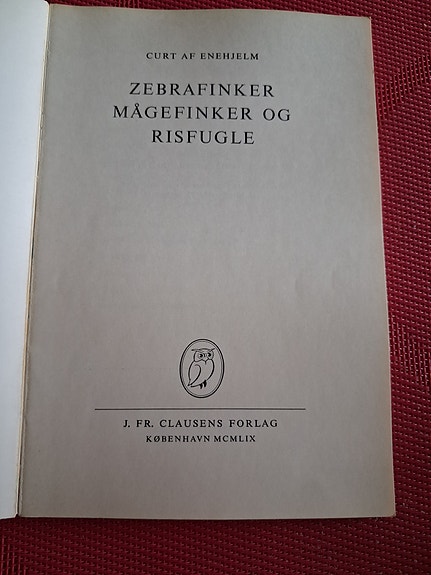 CURT AF ENEHJELM
ZEBRAFINKER
MÅGEFINKER OG
RISFUGLE
J. FR. CLAUSENS FORLAG
KØBENHAVN MCMLIX